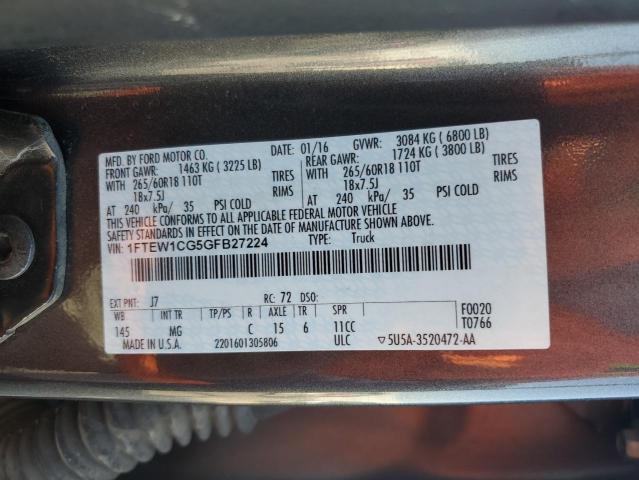 MFD. BY FORD MOTOR CO.
DATE: 01/16 GVWR: 3084 KG ( 6800 LB)
FRONT GAWR: 1463 KG ( 3225 LB) REAR GAWR: 1724 KG ( 3800 LB)
WITH 265/60R18 110T TIRES WITH 265/60R18 110T TIRES
18x7.5J RIMS 18x7.5J RIMS
AT 240 kPa/ 35 PSI COLD AT 240 kPa/ 35 PSI COLD
THIS VEHICLE CONFORMS TO ALL APPLICABLE FEDERAL MOTOR VEHICLE
SAFETY STANDARDS IN EFFECT ON THE DATE OF MANUFACTURE SHOWN ABOVE.
VIN: 1FTEW1CG5GFB27224 TYPE: Truck
EXT PNT: J7 RC: 72 DSO:
WB INT TR TP/PS R AXLE TR SPR F0020
145 MG C 15 6 11CC T0766
MADE IN U.S.A. 2201601305806 ULC ▽5U5A-3520472-AA